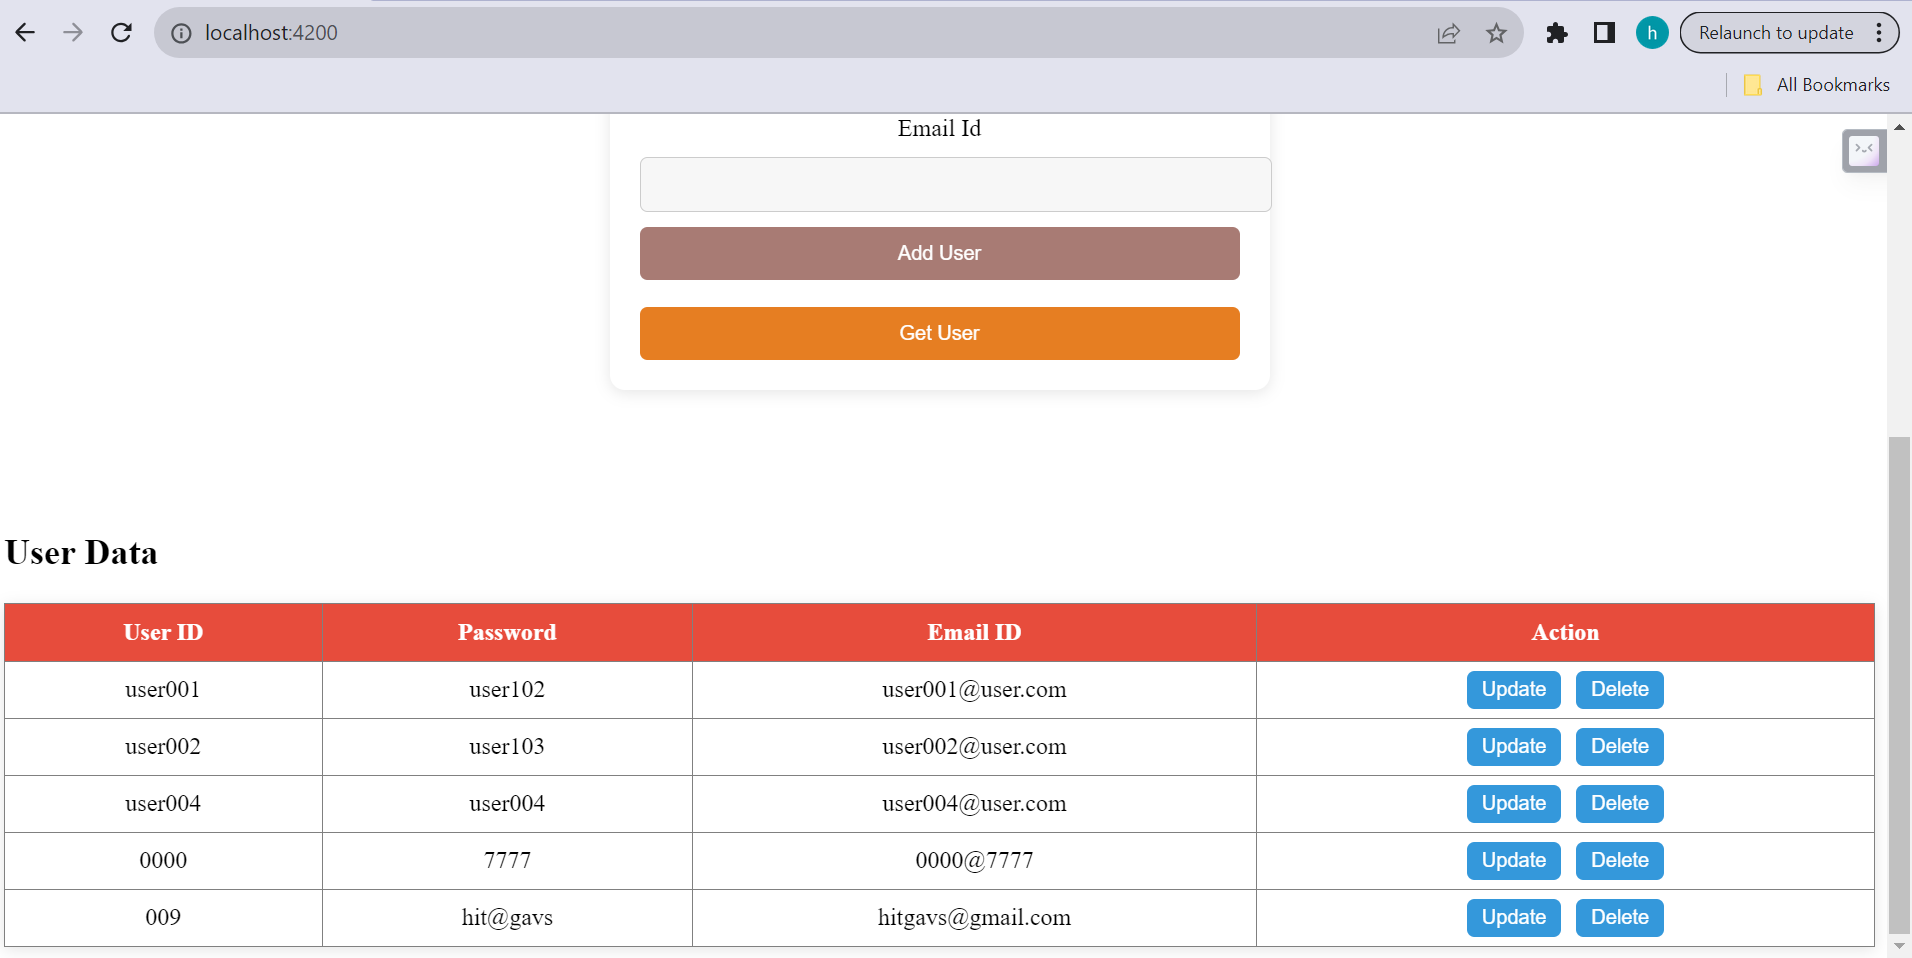 localhost:4200
h
Relaunch to update
All Bookmarks
Email Id
Add User
Get User
User Data
User ID Password Email ID Action
user001 user102 user001@user.com Update Delete
user002 user103 user002@user.com Update Delete
user004 user004 user004@user.com Update Delete
0000 7777 0000@7777 Update Delete
009 hit@gavs hitgavs@gmail.com Update Delete